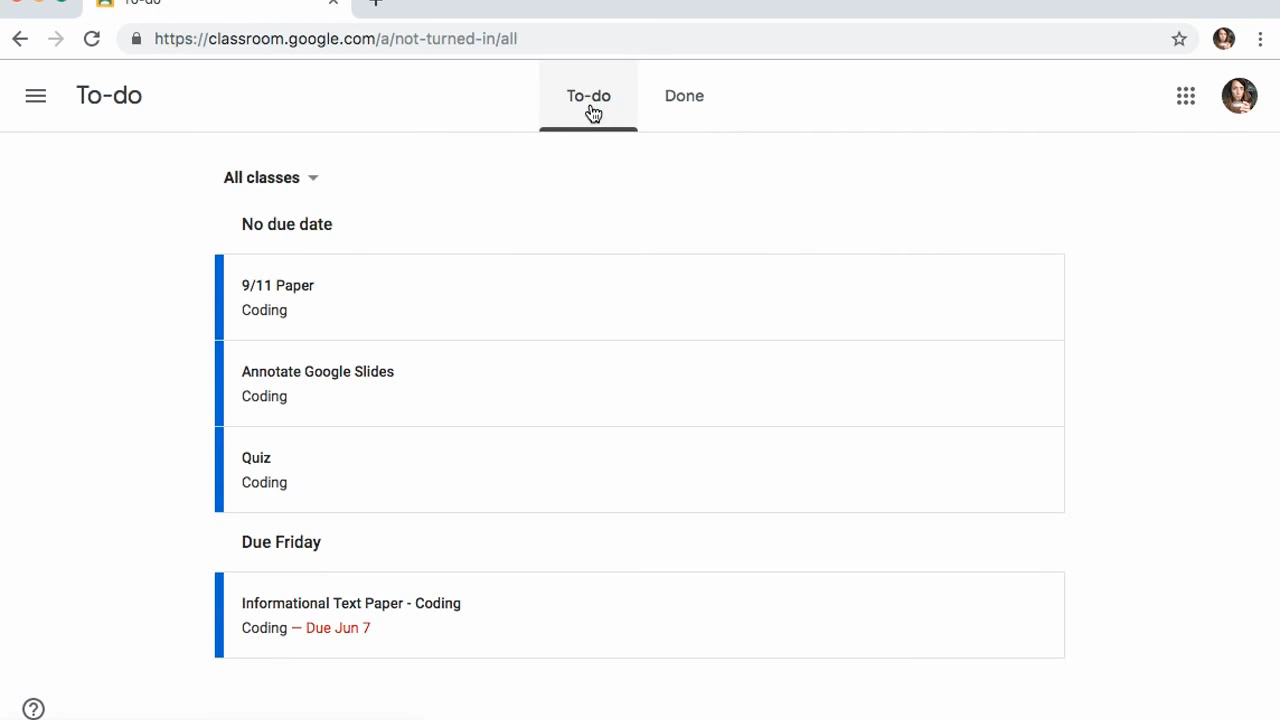 To-do
https://classroom.google.com/a/not-turned-in/all
To-do
To-do
Done
All classes
No due date
9/11 Paper
Coding
Annotate Google Slides
Coding
Quiz
Coding
Due Friday
Informational Text Paper - Coding
Coding — Due Jun 7